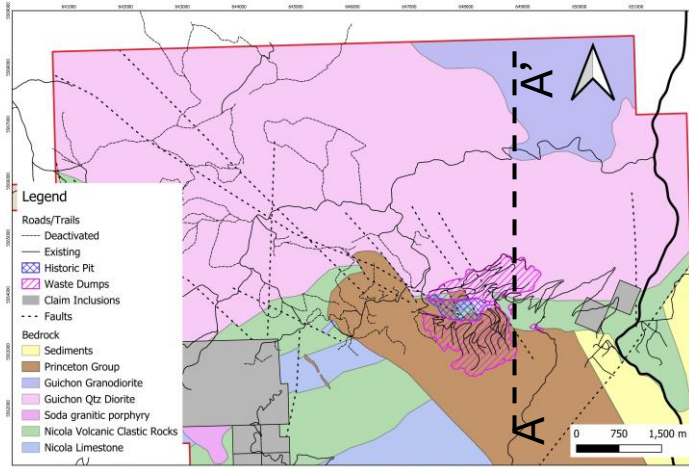 A'
Legend
Roads/Trails
Deactivated
Existing
Historic Pit
Waste Dumps
Claim Inclusions
Faults
Bedrock
Sediments
Princeton Group
Guichon Granodiorite
Guichon Qtz Diorite
Soda granitic porphyry
Nicola Volcanic Clastic Rocks
Nicola Limestone
A
0 750 1,500 m